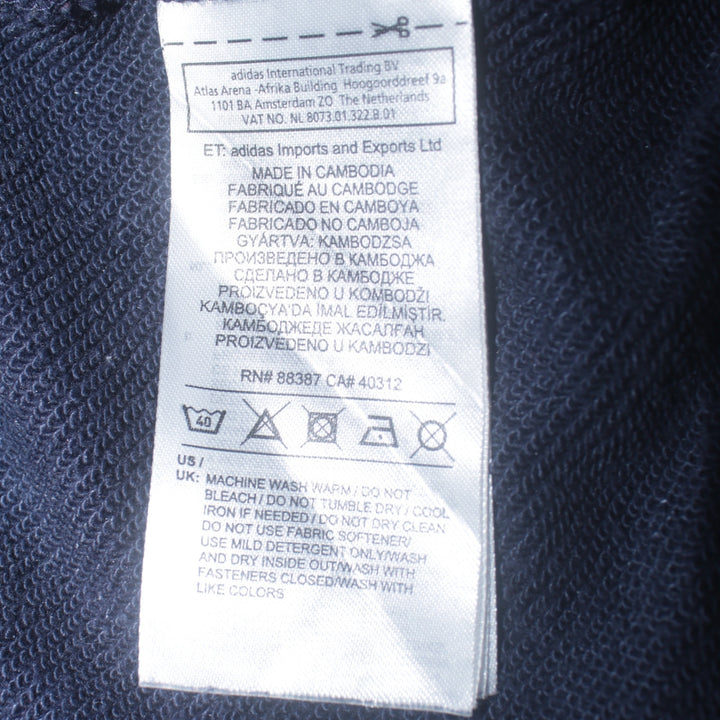 adidas International Trading BV
Atlas Arena -Afrika Building Hoogoorddreef 9a
1101 BA Amsterdam ZO The Netherlands
VAT NO. NL 8073.01.322.B.01
ET: adidas Imports and Exports Ltd
MADE IN CAMBODIA
FABRIQUÉ AU CAMBODGE
FABRICADO EN CAMBOYA
FABRICADO NO CAMBOJA
GYÁRTVA: KAMBODZSA
ПРОИЗВЕДЕНО В КАМБОДЖА
СДЕЛАНО В КАМБОДЖЕ
PROIZVEDENO U KOMBODŽI
KAMBOÇYA'DA İMAL EDİLMİŞTİR.
КАМБОДЖЕДЕ ЖАСАЛҒАН
PROIZVEDENO U KAMBODZI
RN# 88387 CA# 40312
40
US /
UK: MACHINE WASH WARM / DO NOT
BLEACH / DO NOT TUMBLE DRY / COOL
IRON IF NEEDED / DO NOT DRY CLEAN
DO NOT USE FABRIC SOFTENER/
USE MILD DETERGENT ONLY/WASH
AND DRY INSIDE OUT/WASH WITH
FASTENERS CLOSED/WASH WITH
LIKE COLORS